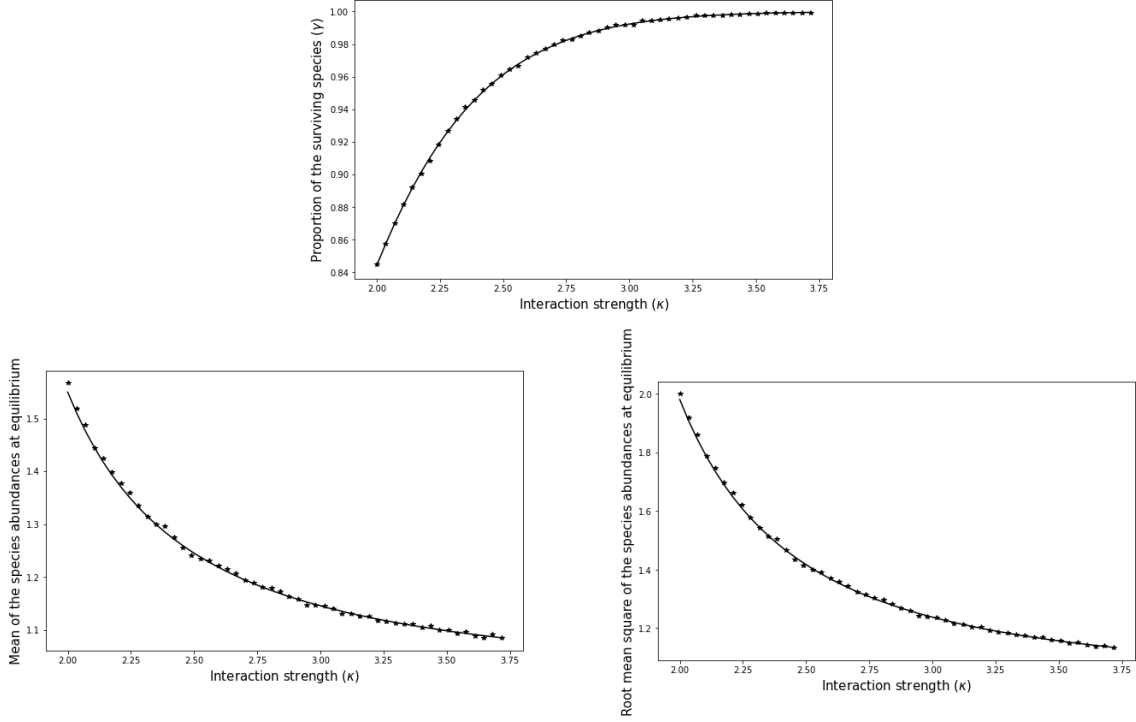 Proportion of the surviving species (γ)
1.00
0.98
0.96
0.94
0.92
0.90
0.88
0.86
0.84
2.00 2.25 2.50 2.75 3.00 3.25 3.50 3.75
Interaction strength (κ)
Mean of the species abundances at equilibrium
1.5
1.4
1.3
1.2
1.1
2.00 2.25 2.50 2.75 3.00 3.25 3.50 3.75
Interaction strength (κ)
Root mean square of the species abundances at equilibrium
2.0
1.8
1.6
1.4
1.2
2.00 2.25 2.50 2.75 3.00 3.25 3.50 3.75
Interaction strength (κ)